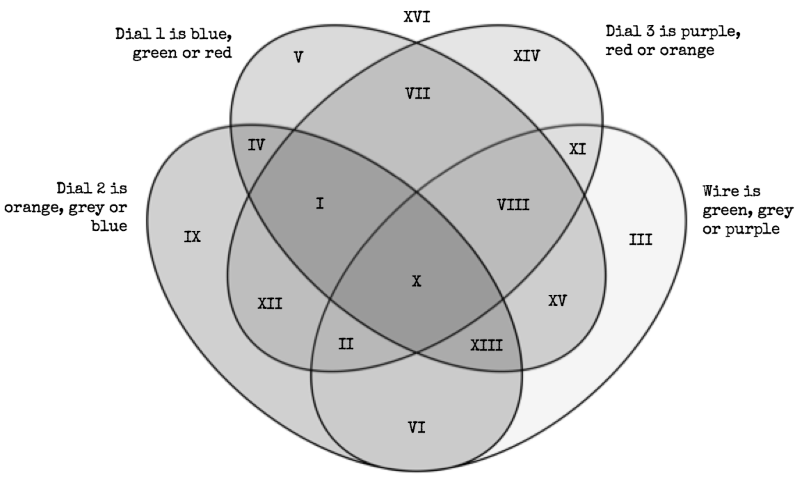 XVI
Dial 1 is blue,
green or red
Dial 3 is purple,
red or orange
V
XIV
VII
IV
XI
Dial 2 is
orange, grey or
blue
Wire is
green, grey
or purple
I
VIII
IX
III
X
XII
XV
II
XIII
VI